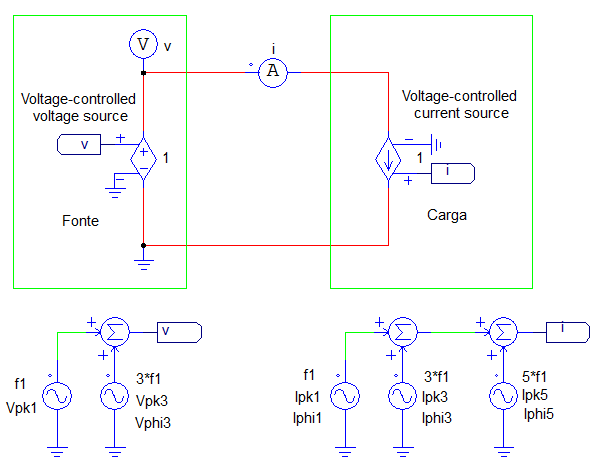 V v
i
A
Voltage-controlled
voltage source
v
+
+
−
−
1
Fonte
Voltage-controlled
current source
−
1
i
+
Carga
+
Σ
v
+
f1
Vpk1
3*f1
Vpk3
Vphi3
+
Σ
+
Σ
i
+
+
f1
Ipk1
Iphi1
3*f1
Ipk3
Iphi3
5*f1
Ipk5
Iphi5